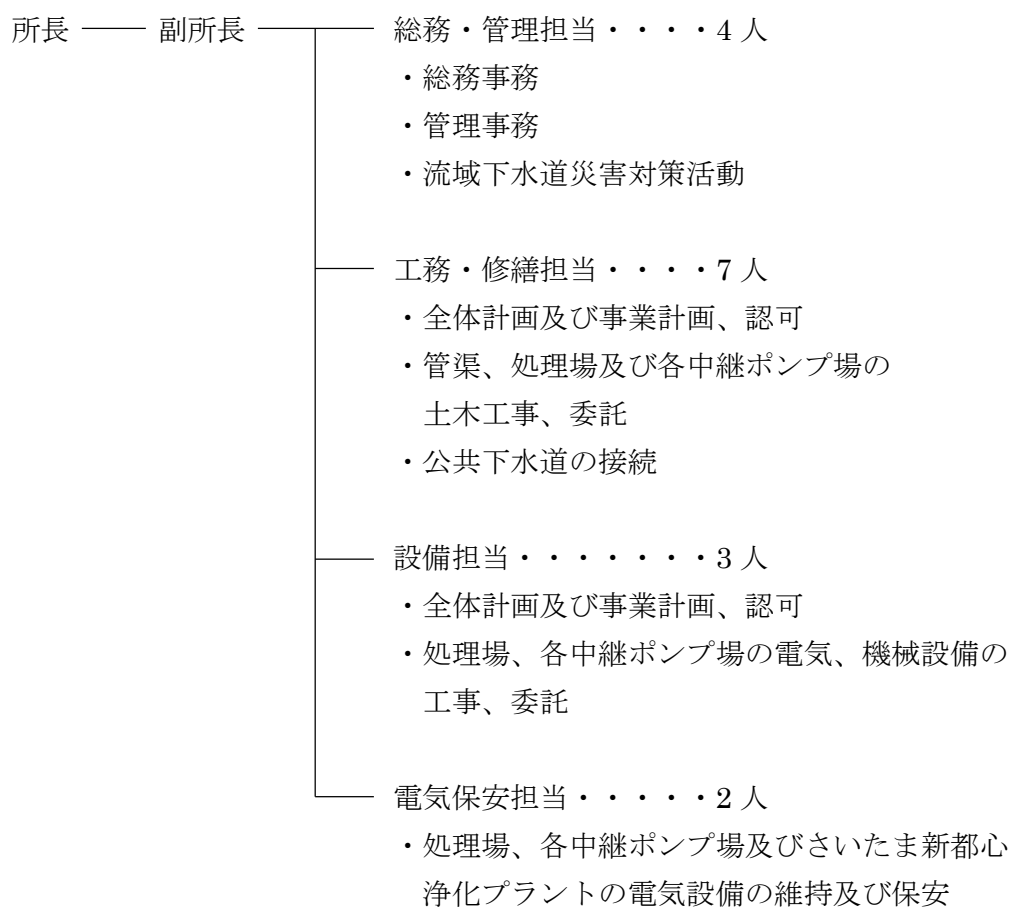 所長 副所長 総務・管理担当・・・・4人
・総務事務
・管理事務
・流域下水道災害対策活動
工務・修繕担当・・・・7人
・全体計画及び事業計画、認可
・管渠、処理場及び各中継ポンプ場の
土木工事、委託
・公共下水道の接続
設備担当・・・・・・・3人
・全体計画及び事業計画、認可
・処理場、各中継ポンプ場の電気、機械設備の
工事、委託
電気保安担当・・・・・2人
・処理場、各中継ポンプ場及びさいたま新都心
浄化プラントの電気設備の維持及び保安